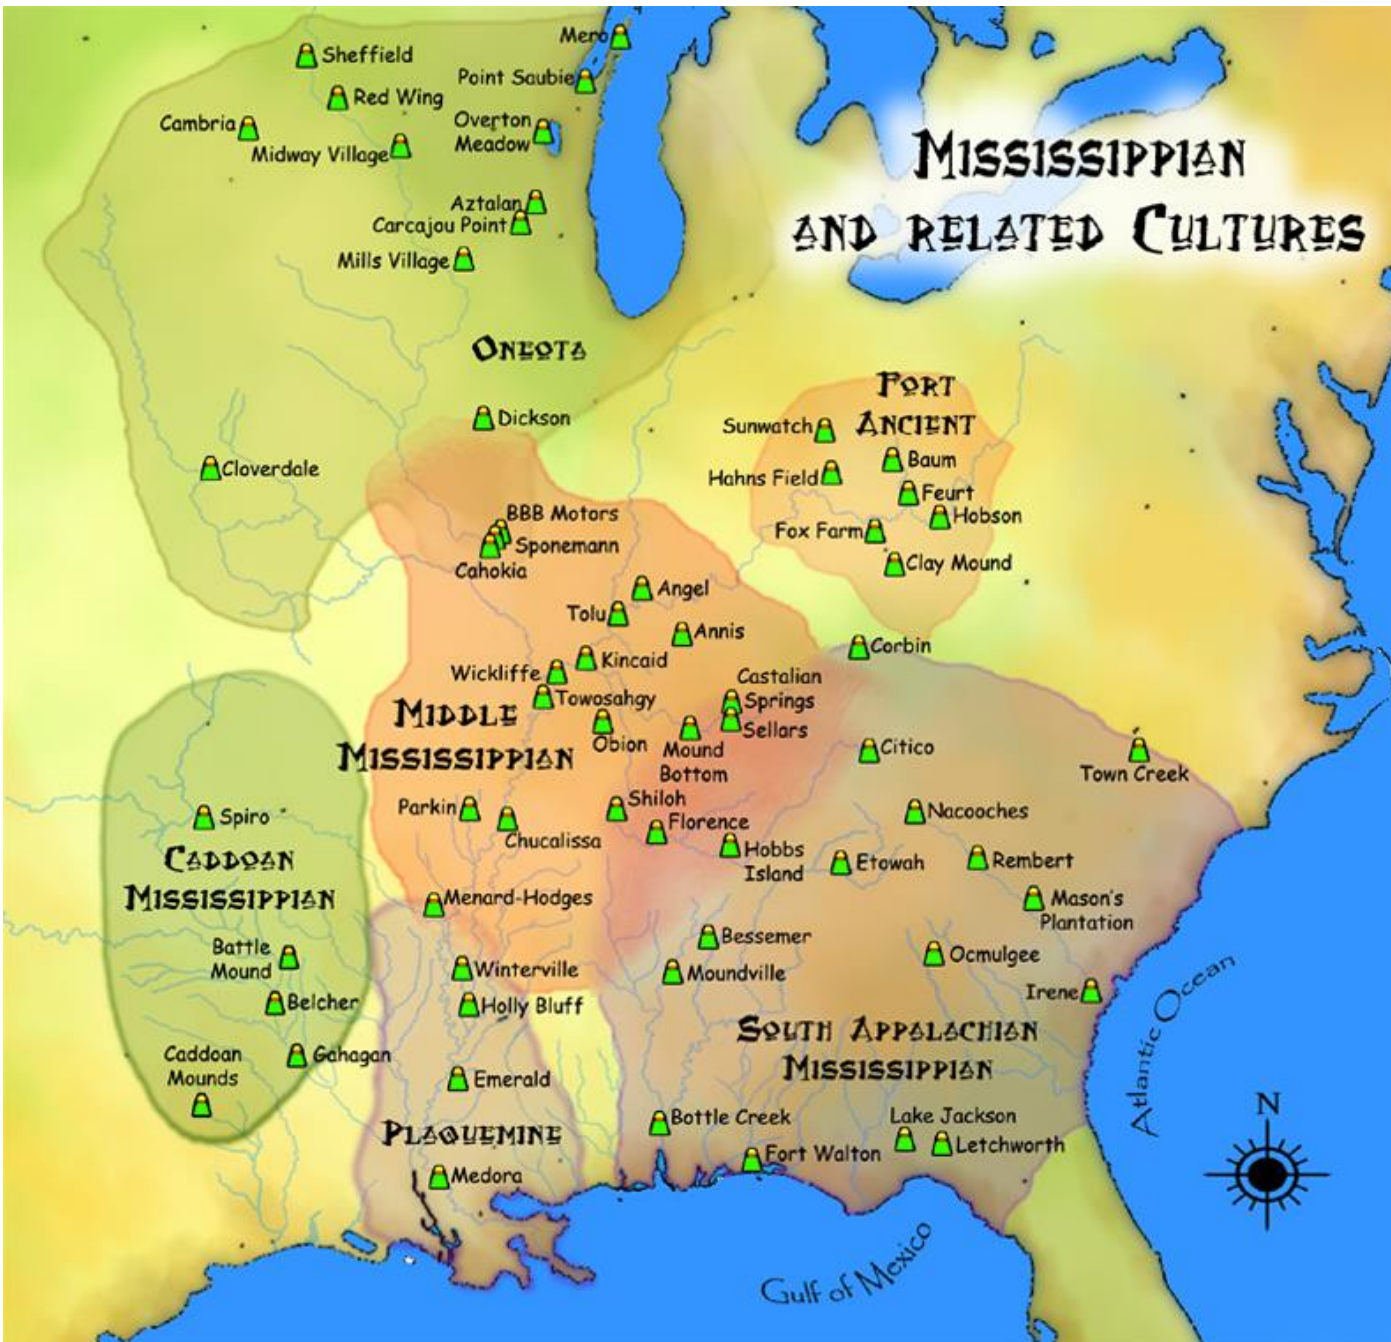 Mero
Sheffield
Point Saubie
Red Wing
Overton
Meadow
Cambria
Midway Village
MISSISSIPPIAN
AND RELATED CULTURES
Aztalan
Carcajou Point
Mills Village
ONEOTA
FORT
ANCIENT
Dickson
Sunwatch
Baum
Cloverdale
Hahns Field
Feurt
BBB Motors
Hobson
Fox Farm
Sponemann
Cahokia
Clay Mound
Angel
Tolu
Annis
Corbin
Kincaid
Wickliffe
Castalian
Springs
Towosahgy
MIDDLE
MISSISSIPPIAN
Sellars
Obion
Mound
Bottom
Citico
Town Creek
Parkin
Shiloh
Spiro
Nacooches
Florence
Chucalissa
Hobbs
Island
CADDOAN
MISSISSIPPIAN
Etowah
Rembert
Menard-Hodges
Mason's
Plantation
Bessemer
Battle
Mound
Ocmulgee
Winterville
Moundville
Irene
Belcher
Holly Bluff
SOUTH APPALACHIAN
MISSISSIPPIAN
Atlantic Ocean
Gahagan
Caddoan
Mounds
Emerald
N
Bottle Creek
Lake Jackson
PLAQUEMINE
Letchworth
Fort Walton
Medora
Gulf of Mexico